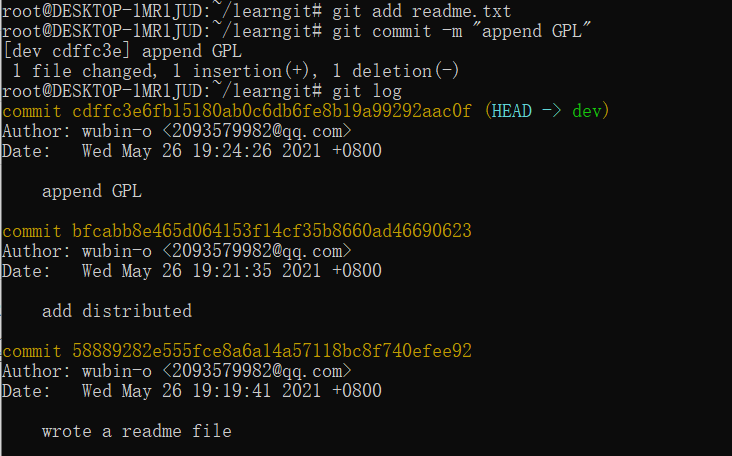 root@DESKTOP-1MR1JUD:~/learngit# git add readme.txt
root@DESKTOP-1MR1JUD:~/learngit# git commit -m "append GPL"
[dev cdffc3e] append GPL
 1 file changed, 1 insertion(+), 1 deletion(-)
root@DESKTOP-1MR1JUD:~/learngit# git log
commit cdffc3e6fb15180ab0c6db6fe8b19a99292aac0f (HEAD -> dev)
Author: wubin-o <2093579982@qq.com>
Date:   Wed May 26 19:24:26 2021 +0800
    append GPL
commit bfcabb8e465d064153f14cf35b8660ad46690623
Author: wubin-o <2093579982@qq.com>
Date:   Wed May 26 19:21:35 2021 +0800
    add distributed
commit 58889282e555fce8a6a14a57118bc8f740efee92
Author: wubin-o <2093579982@qq.com>
Date:   Wed May 26 19:19:41 2021 +0800
    wrote a readme file